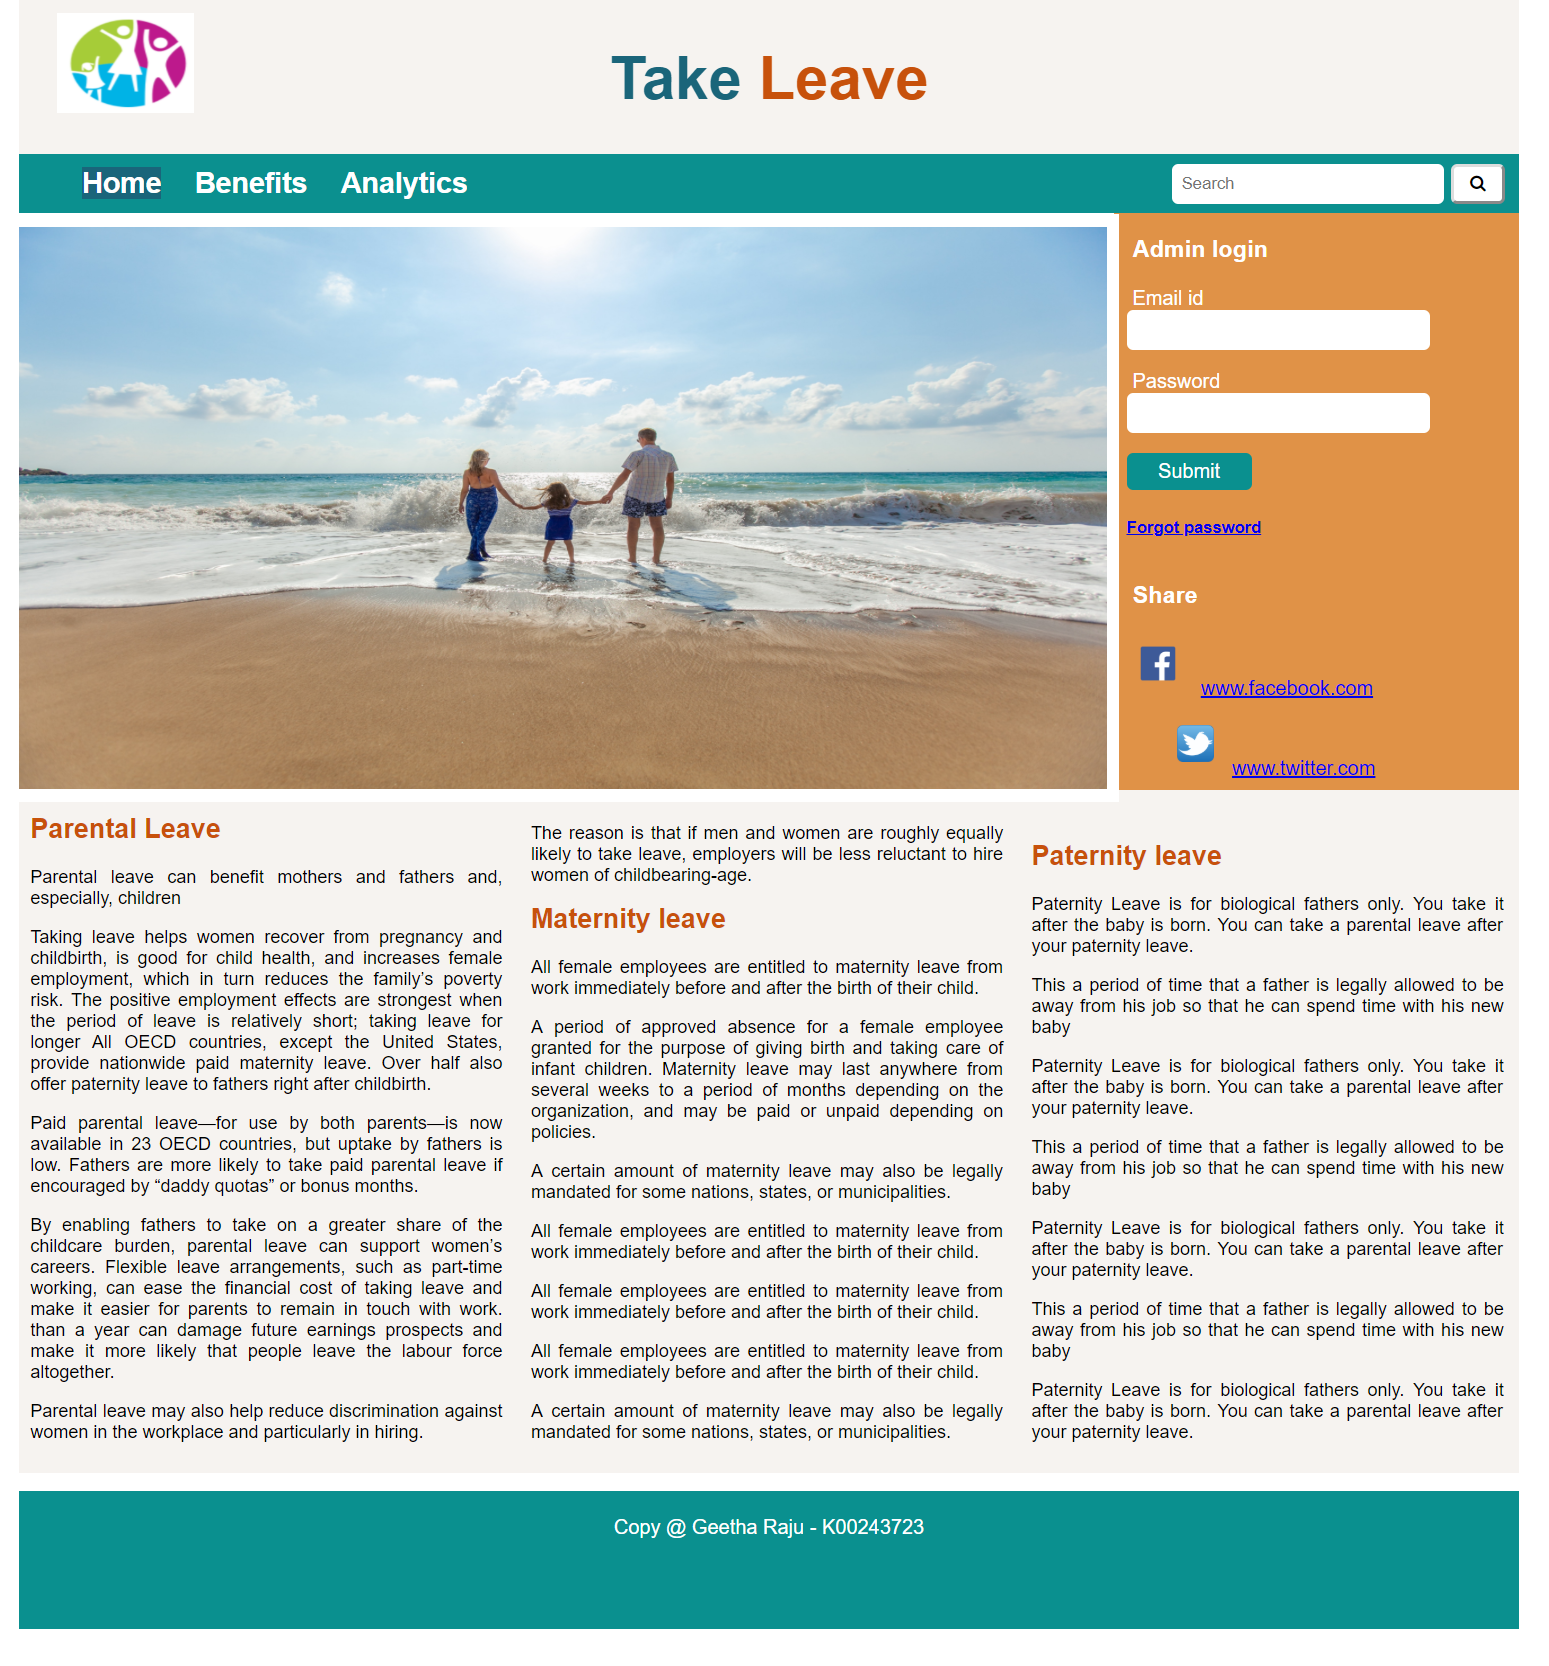 Take Leave
Home Benefits Analytics Search
Admin login
Email id
Password
Submit
Forgot password
Share
www.facebook.com
www.twitter.com
Parental Leave
Parental leave can benefit mothers and fathers and,
especially, children
Taking leave helps women recover from pregnancy and
childbirth, is good for child health, and increases female
employment, which in turn reduces the family’s poverty
risk. The positive employment effects are strongest when
the period of leave is relatively short; taking leave for
longer All OECD countries, except the United States,
provide nationwide paid maternity leave. Over half also
offer paternity leave to fathers right after childbirth.
Paid parental leave—for use by both parents—is now
available in 23 OECD countries, but uptake by fathers is
low. Fathers are more likely to take paid parental leave if
encouraged by “daddy quotas” or bonus months.
By enabling fathers to take on a greater share of the
childcare burden, parental leave can support women’s
careers. Flexible leave arrangements, such as part-time
working, can ease the financial cost of taking leave and
make it easier for parents to remain in touch with work.
than a year can damage future earnings prospects and
make it more likely that people leave the labour force
altogether.
Parental leave may also help reduce discrimination against
women in the workplace and particularly in hiring.
The reason is that if men and women are roughly equally
likely to take leave, employers will be less reluctant to hire
women of childbearing-age.
Maternity leave
All female employees are entitled to maternity leave from
work immediately before and after the birth of their child.
A period of approved absence for a female employee
granted for the purpose of giving birth and taking care of
infant children. Maternity leave may last anywhere from
several weeks to a period of months depending on the
organization, and may be paid or unpaid depending on
policies.
A certain amount of maternity leave may also be legally
mandated for some nations, states, or municipalities.
All female employees are entitled to maternity leave from
work immediately before and after the birth of their child.
All female employees are entitled to maternity leave from
work immediately before and after the birth of their child.
All female employees are entitled to maternity leave from
work immediately before and after the birth of their child.
A certain amount of maternity leave may also be legally
mandated for some nations, states, or municipalities.
Paternity leave
Paternity Leave is for biological fathers only. You take it
after the baby is born. You can take a parental leave after
your paternity leave.
This a period of time that a father is legally allowed to be
away from his job so that he can spend time with his new
baby
Paternity Leave is for biological fathers only. You take it
after the baby is born. You can take a parental leave after
your paternity leave.
This a period of time that a father is legally allowed to be
away from his job so that he can spend time with his new
baby
Paternity Leave is for biological fathers only. You take it
after the baby is born. You can take a parental leave after
your paternity leave.
This a period of time that a father is legally allowed to be
away from his job so that he can spend time with his new
baby
Paternity Leave is for biological fathers only. You take it
after the baby is born. You can take a parental leave after
your paternity leave.
Copy @ Geetha Raju - K00243723